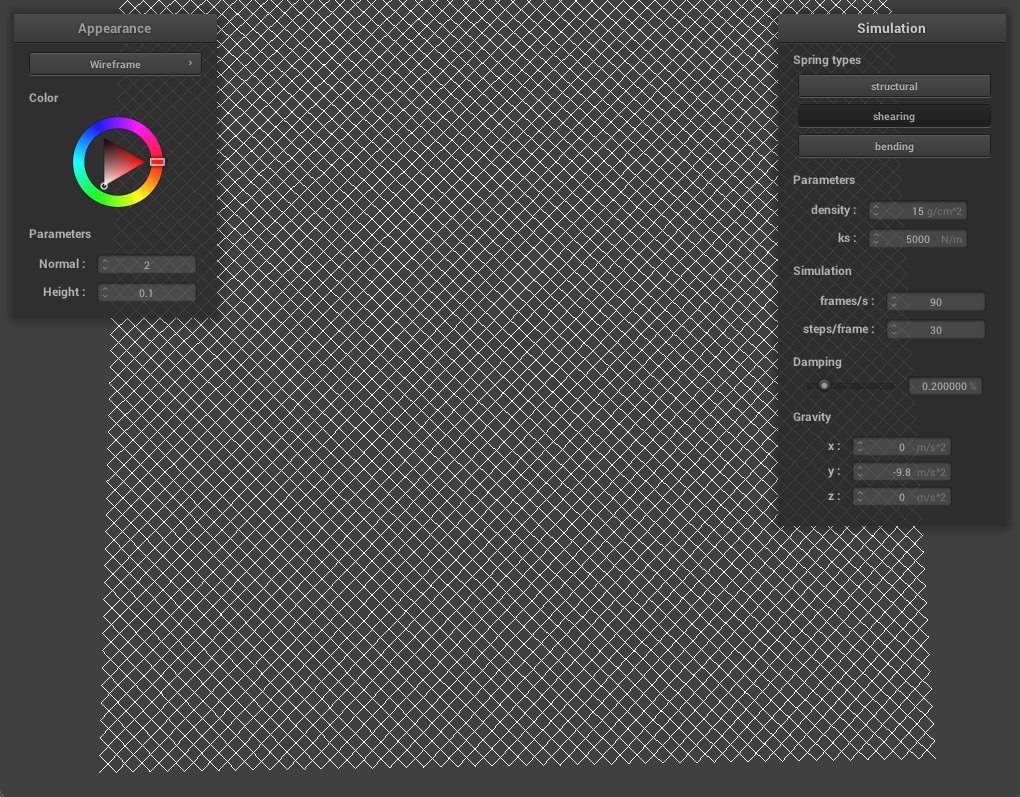 Appearance
Wireframe
Color
Parameters
Normal : 2
Height : 0.1
Simulation
Spring types
structural
shearing
bending
Parameters
density : 15 g/cm^2
ks : 5000 N/m
Simulation
frames/s : 90
steps/frame : 30
Damping
0.200000 %
Gravity
x : 0 m/s^2
y : -9.8 m/s^2
z : 0 m/s^2